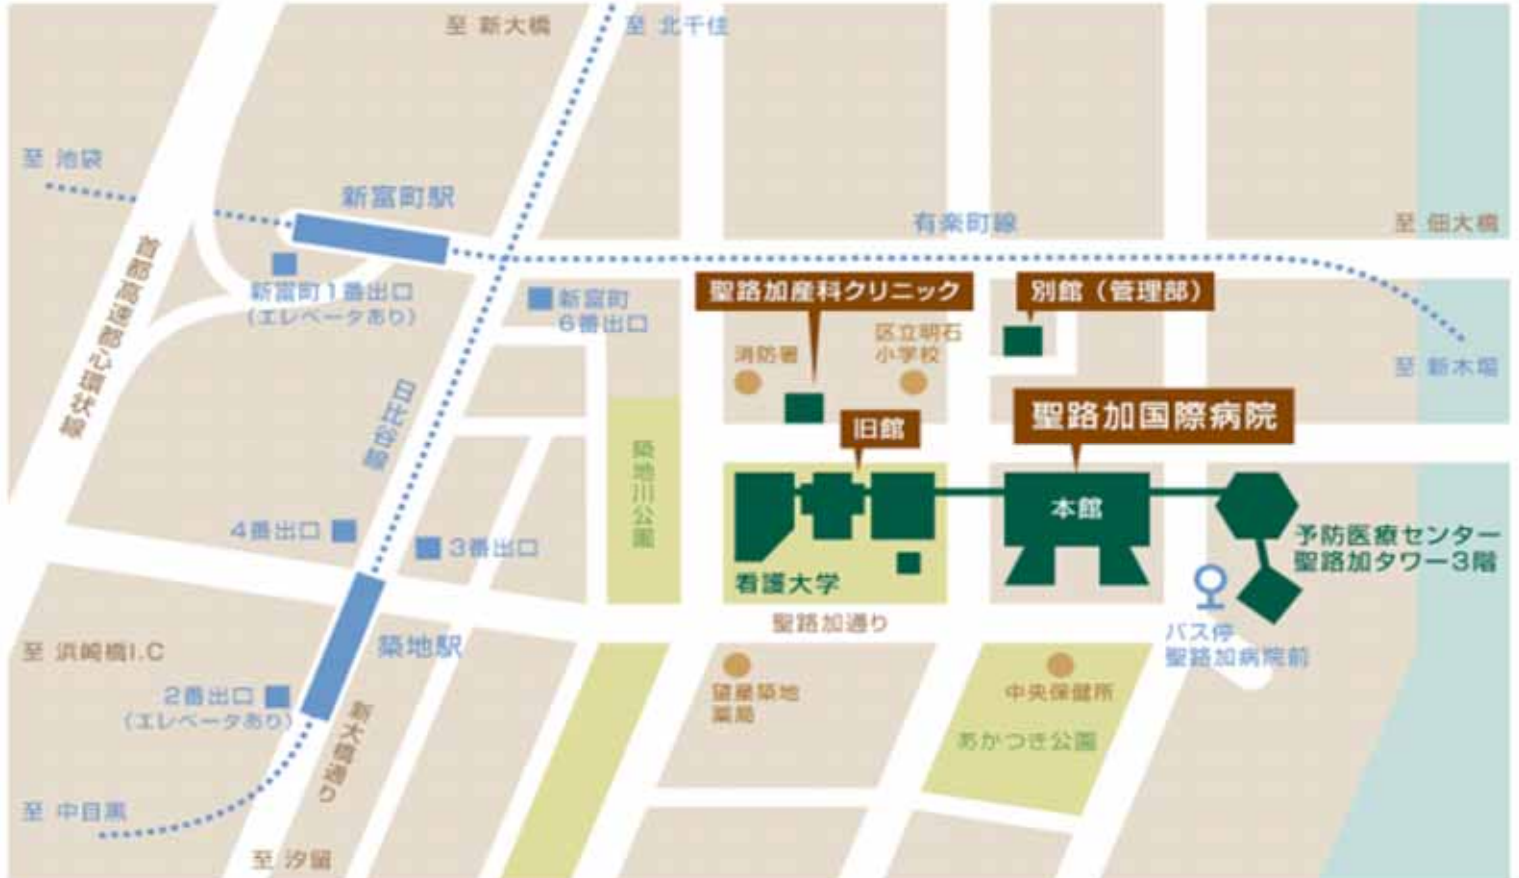 至 新大橋
至 北千住
至 池袋
新富町駅
有楽町線
至 佃大橋
首都高速都心環状線
新富町1番出口
(エレベータあり)
新富町
6番出口
聖路加産科クリニック
別館（管理部）
消防署
区立明石
小学校
至 新木場
日比谷線
旧館
聖路加国際病院
築地川公園
4番出口
3番出口
本館
予防医療センター
聖路加タワー3階
看護大学
聖路加通り
バス停
聖路加病院前
至 浜崎橋I.C
築地駅
2番出口
(エレベータあり)
新大橋通り
望星築地
薬局
中央保健所
あかつき公園
至 中目黒
至 汐留